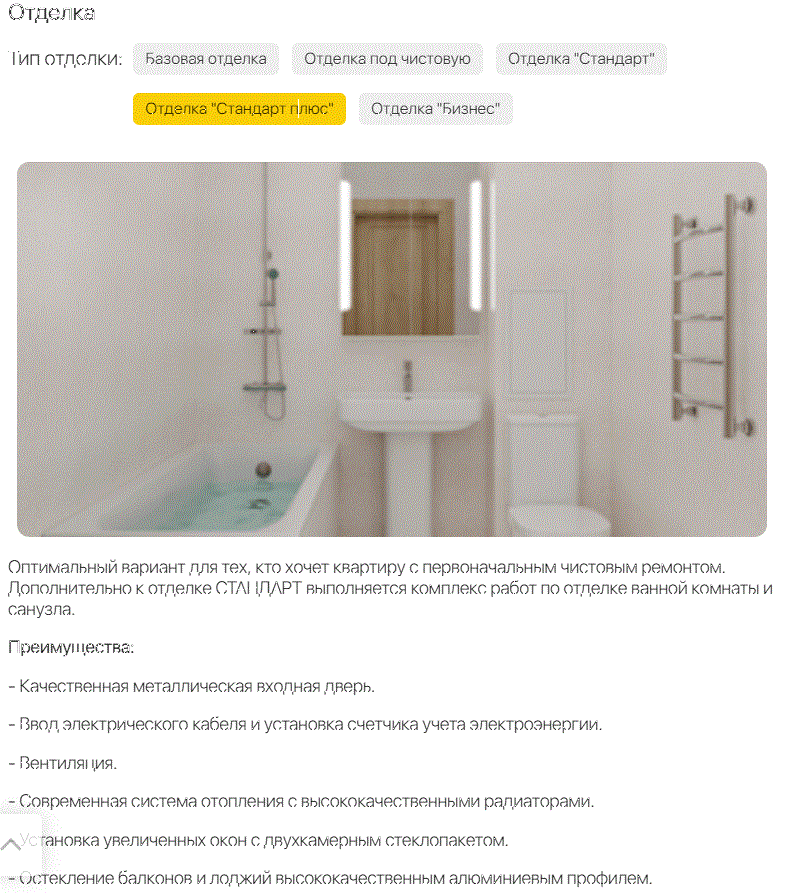 Отделка
Тип отделки: Базовая отделка Отделка под чистовую Отделка "Стандарт"
Отделка "Стандарт плюс" Отделка "Бизнес"
Оптимальный вариант для тех, кто хочет квартиру с первоначальным чистовым ремонтом.
Дополнительно к отделке СТАНДАРТ выполняется комплекс работ по отделке ванной комнаты и
санузла.
Преимущества:
- Качественная металлическая входная дверь.
- Ввод электрического кабеля и установка счетчика учета электроэнергии.
- Вентиляция.
- Современная система отопления с высококачественными радиаторами.
- Установка увеличенных окон с двухкамерным стеклопакетом.
- Остекление балконов и лоджий высококачественным алюминиевым профилем.